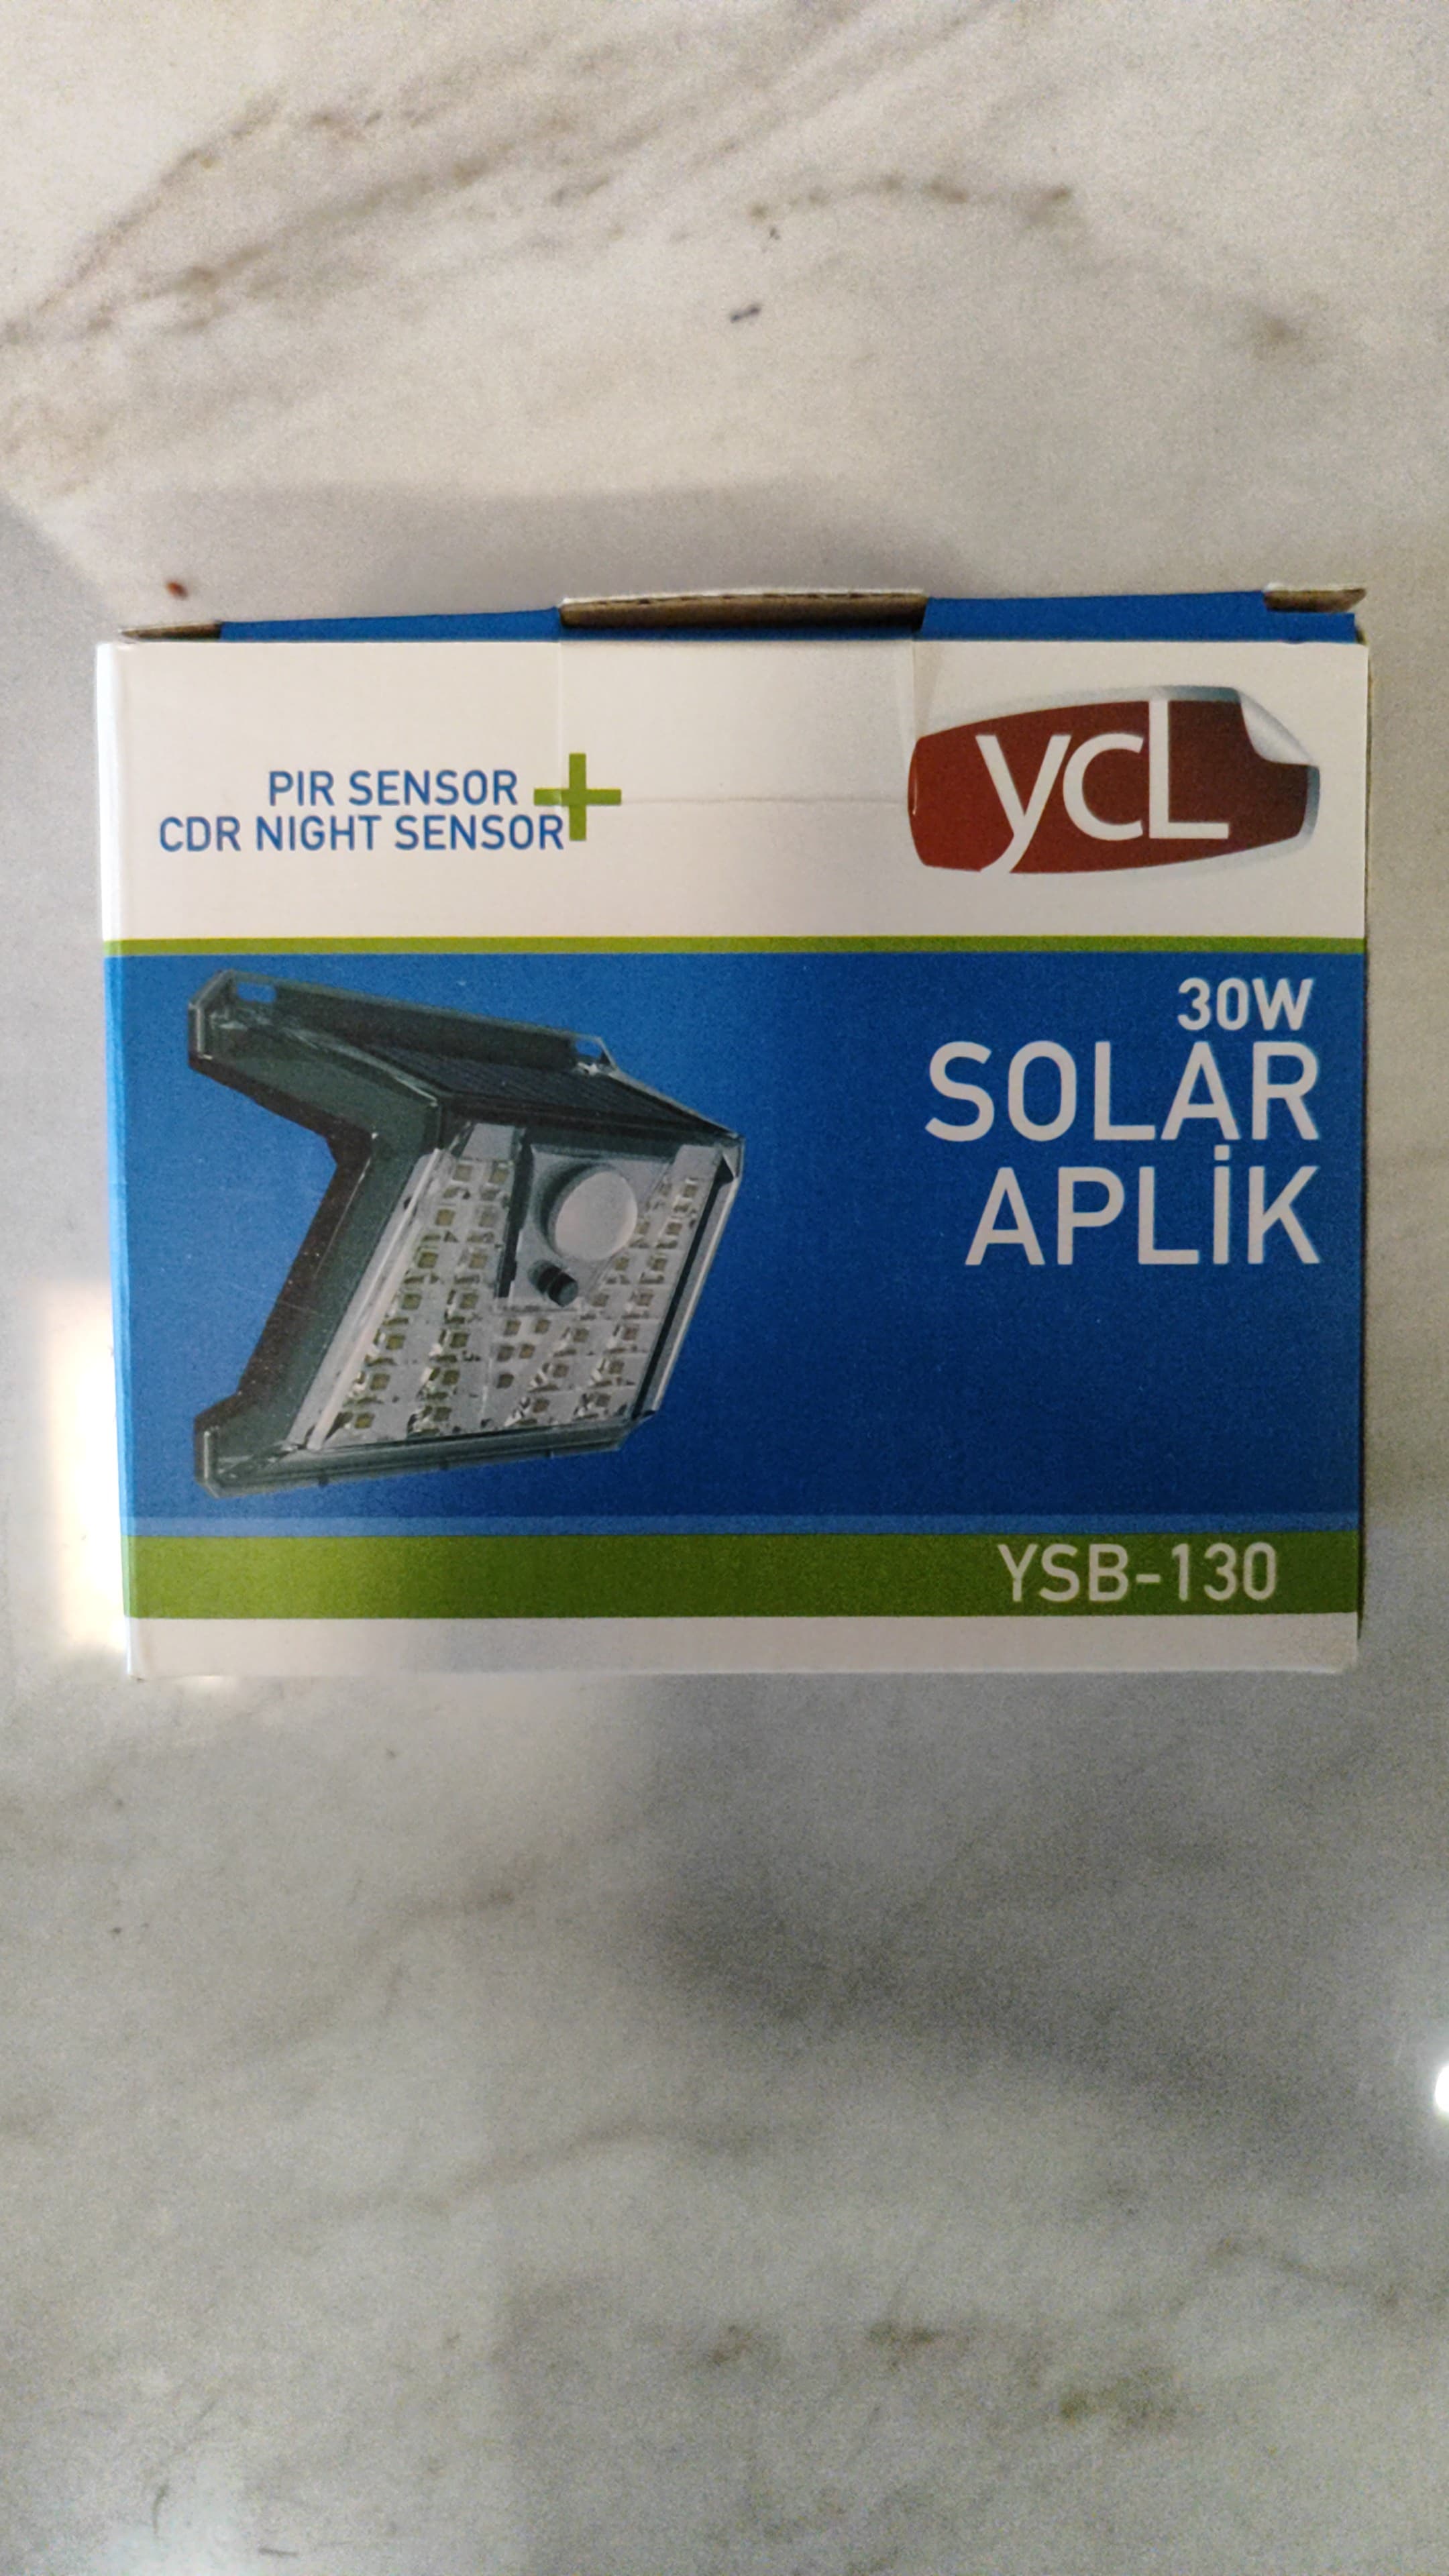 PIR SENSOR
CDR NIGHT SENSOR
+
ycL
30W
SOLAR
APLİK
YSB-130